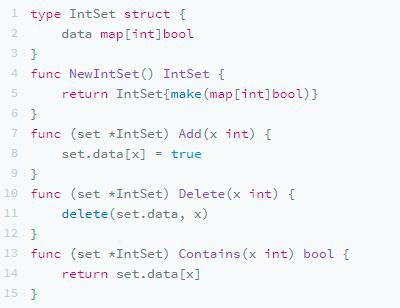 1 type IntSet struct {
2     data map[int]bool
3 }
4 func NewIntSet() IntSet {
5     return IntSet{make(map[int]bool)}
6 }
7 func (set *IntSet) Add(x int) {
8     set.data[x] = true
9 }
10 func (set *IntSet) Delete(x int) {
11     delete(set.data, x)
12 }
13 func (set *IntSet) Contains(x int) bool {
14     return set.data[x]
15 }